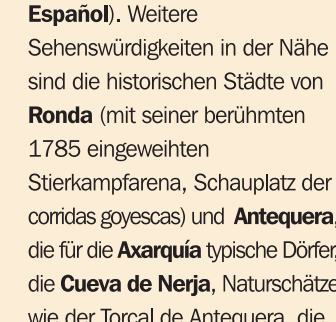 Español). Weitere
Sehenswürdigkeiten in der Nähe
sind die historischen Städte von
Ronda (mit seiner berühmten
1785 eingeweihten
Stierkampfarena, Schauplatz der
corridas goyescas) und Antequera,
die für die Axarquía typische Dörfer,
die Cueva de Nerja, Naturschätze
wie der Torcal de Antequera, die